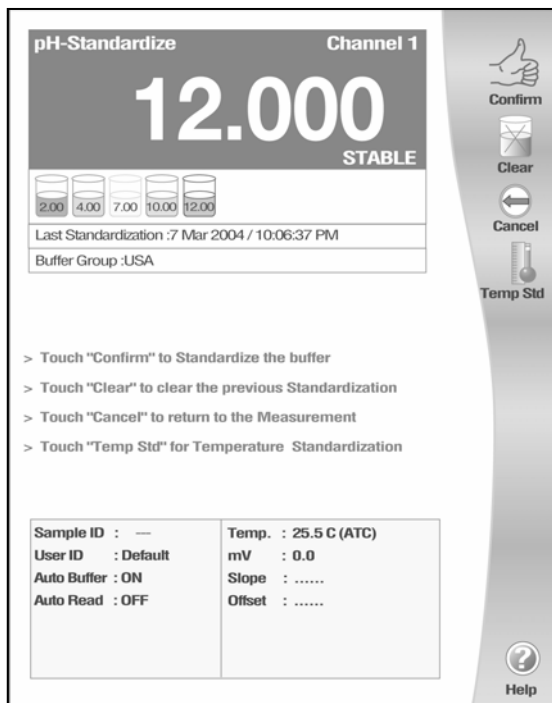 pH-Standardize Channel 1
12.000
STABLE
2.00 4.00 7.00 10.00 12.00
Last Standardization :7 Mar 2004 / 10:06:37 PM
Buffer Group :USA
Confirm
Clear
Cancel
Temp Std
> Touch "Confirm" to Standardize the buffer
> Touch "Clear" to clear the previous Standardization
> Touch "Cancel" to return to the Measurement
> Touch "Temp Std" for Temperature Standardization
Sample ID : ---
User ID : Default
Auto Buffer : ON
Auto Read : OFF
Temp. : 25.5 C (ATC)
mV : 0.0
Slope : ......
Offset : ......
?
Help